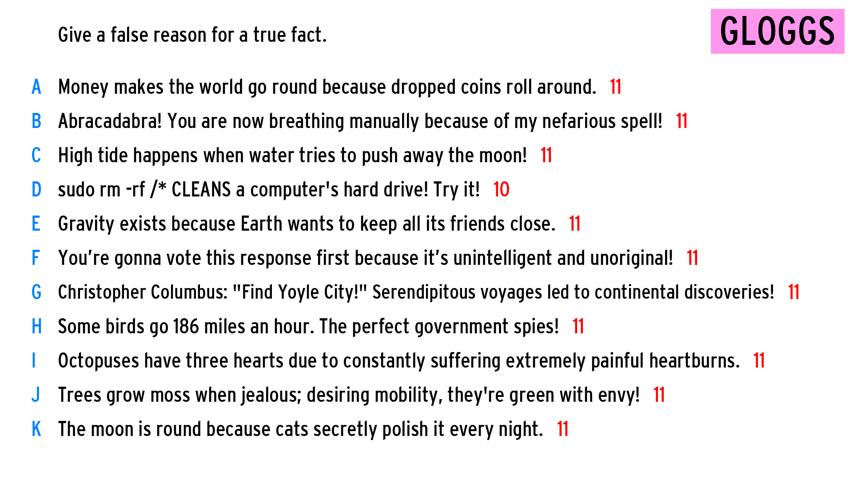 Give a false reason for a true fact.
GLOGGS
A Money makes the world go round because dropped coins roll around. 11
B Abracadabra! You are now breathing manually because of my nefarious spell! 11
C High tide happens when water tries to push away the moon! 11
D sudo rm -rf /* CLEANS a computer's hard drive! Try it! 10
E Gravity exists because Earth wants to keep all its friends close. 11
F You’re gonna vote this response first because it’s unintelligent and unoriginal! 11
G Christopher Columbus: "Find Yoyle City!" Serendipitous voyages led to continental discoveries! 11
H Some birds go 186 miles an hour. The perfect government spies! 11
I Octopuses have three hearts due to constantly suffering extremely painful heartburns. 11
J Trees grow moss when jealous; desiring mobility, they're green with envy! 11
K The moon is round because cats secretly polish it every night. 11